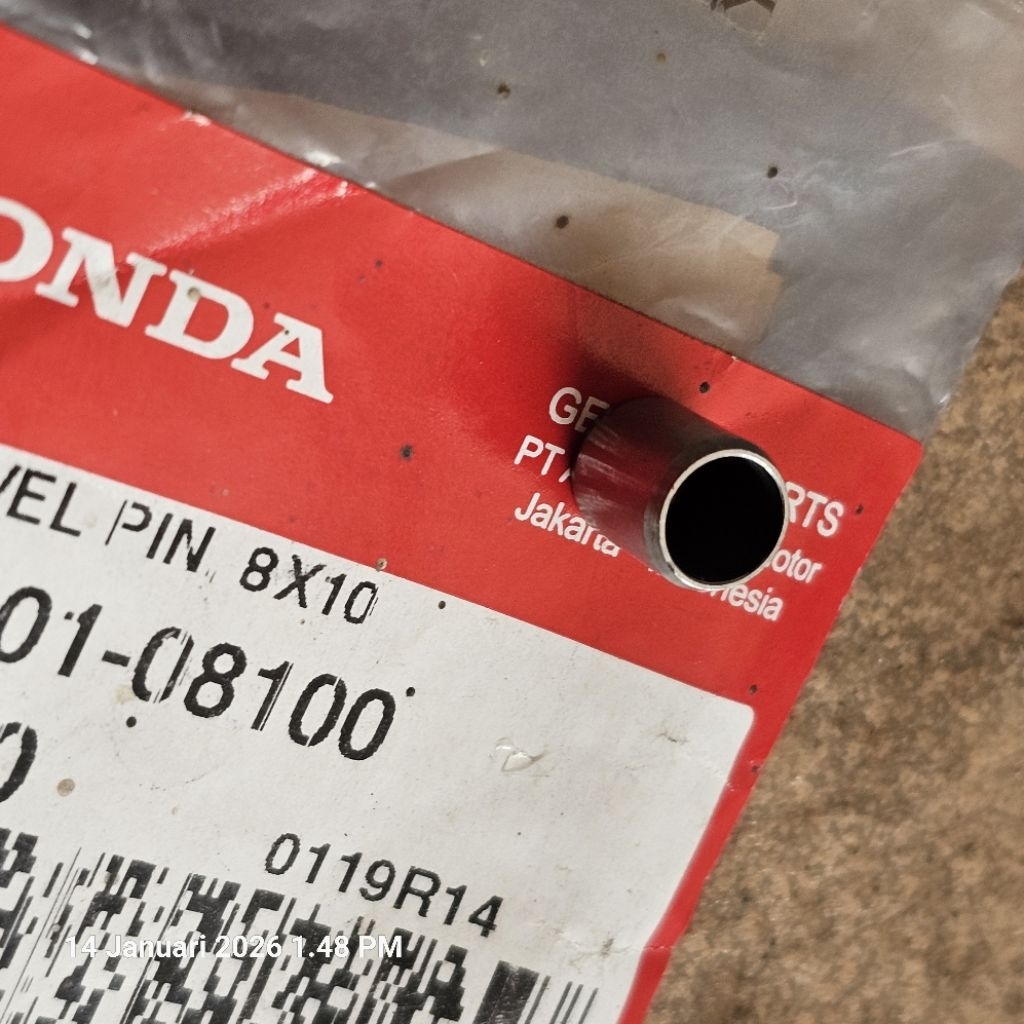 ONDA
GE RTS
PT otor
Jakarta nesia
VEL PIN 8X10
01-08100
0
0119R14
14 Januari 2026 1.48 PM